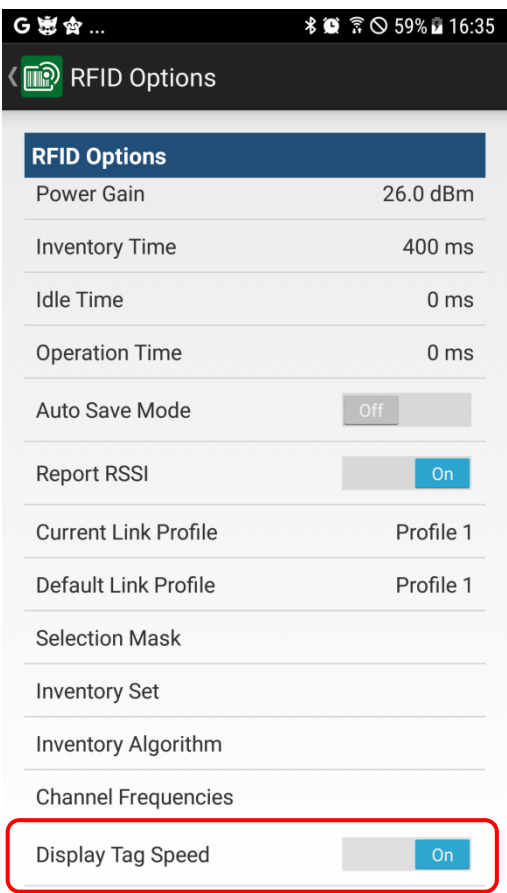 G ... 59% 16:35
RFID Options
RFID Options
Power Gain 26.0 dBm
Inventory Time 400 ms
Idle Time 0 ms
Operation Time 0 ms
Auto Save Mode Off
Report RSSI On
Current Link Profile Profile 1
Default Link Profile Profile 1
Selection Mask
Inventory Set
Inventory Algorithm
Channel Frequencies
Display Tag Speed On